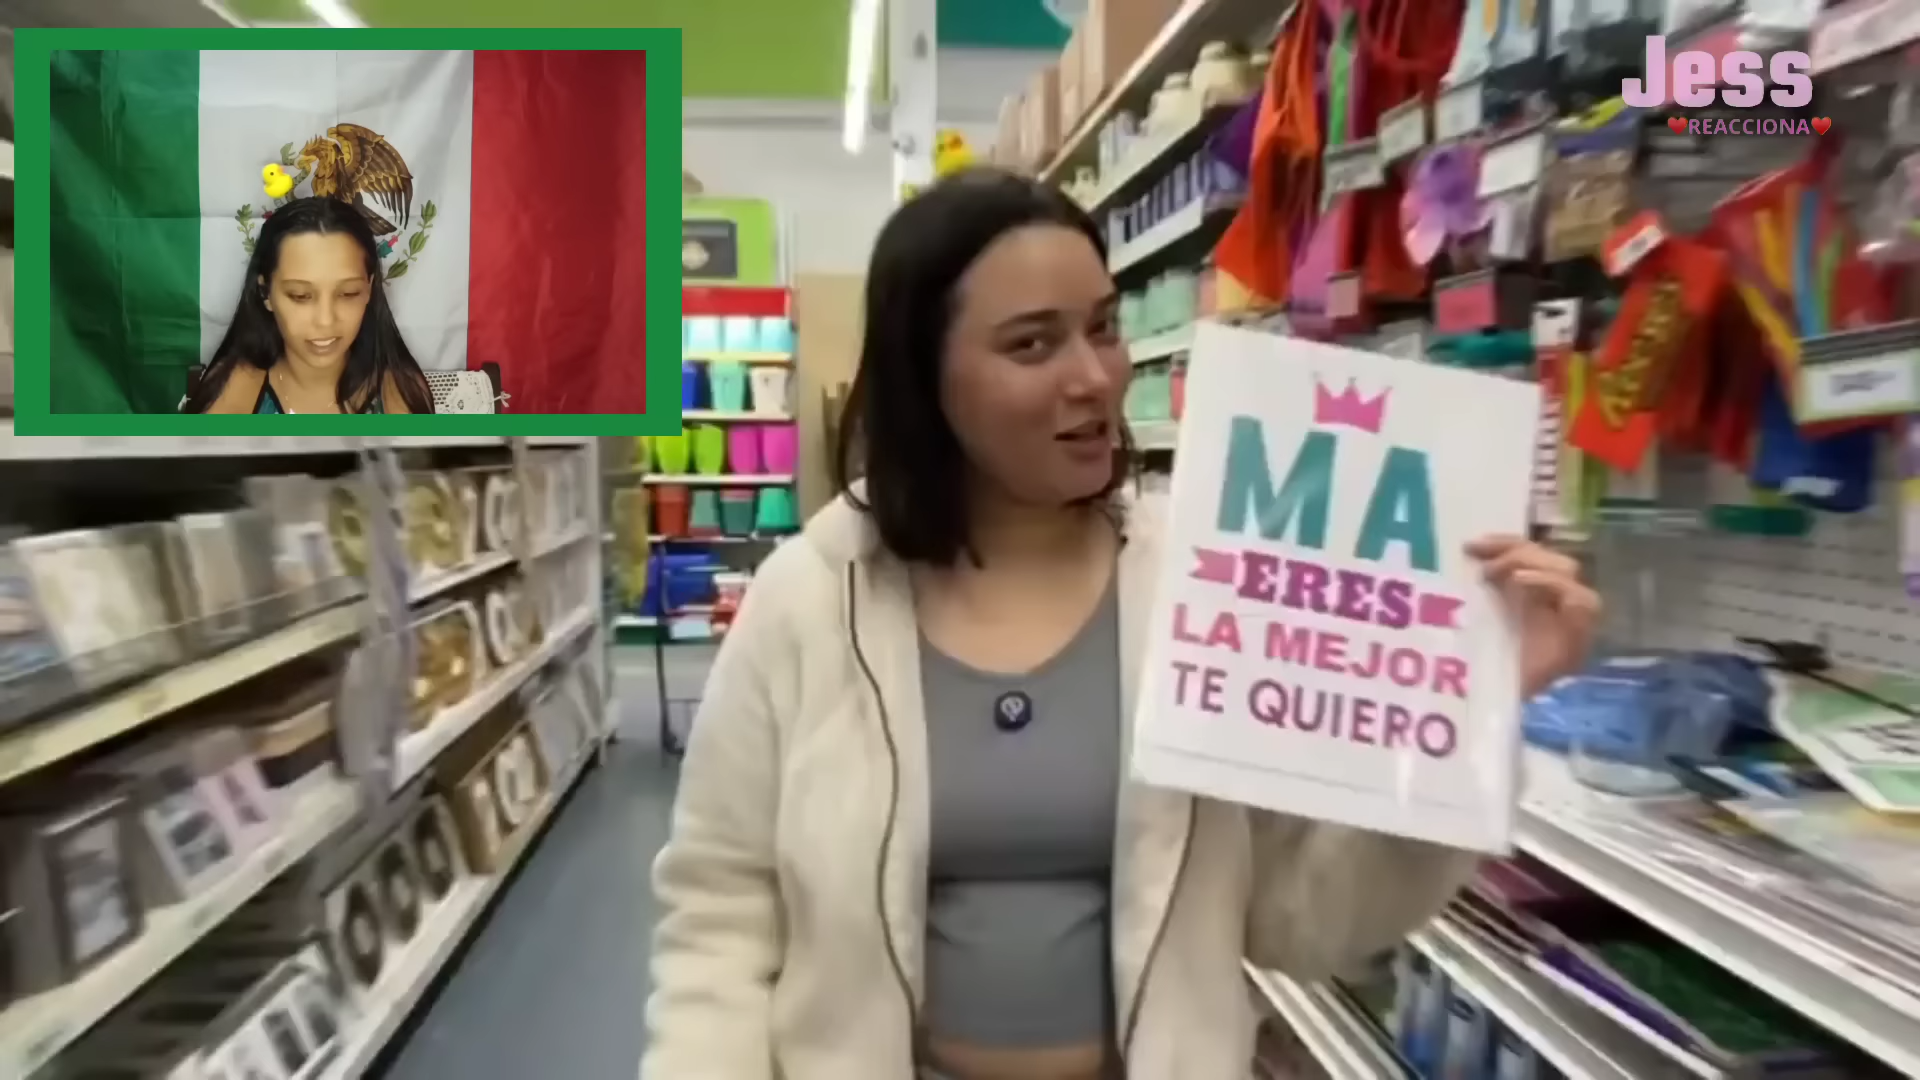 Jess
REACCIONA
MA
ERES
LA MEJOR
TE QUIERO